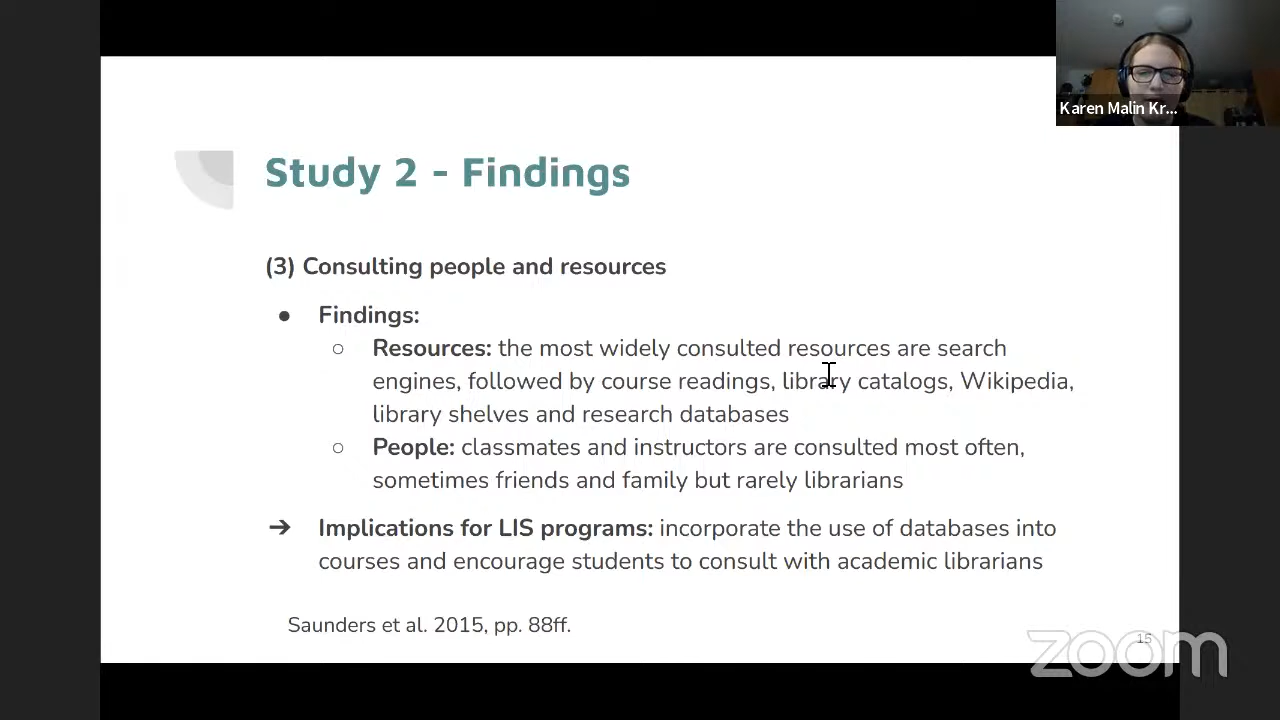 Karen Malin Kr...
Study 2 - Findings
(3) Consulting people and resources
● Findings:
○ Resources: the most widely consulted resources are search
engines, followed by course readings, library catalogs, Wikipedia,
library shelves and research databases
○ People: classmates and instructors are consulted most often,
sometimes friends and family but rarely librarians
➔ Implications for LIS programs: incorporate the use of databases into
courses and encourage students to consult with academic librarians
Saunders et al. 2015, pp. 88ff.
15
zoom